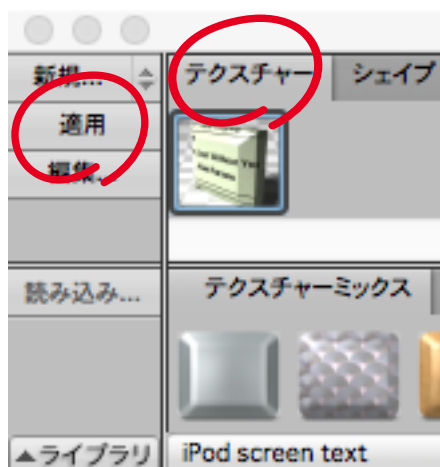 新規...
テクスチャー
シェイプ
適用
編集...
読み込み...
テクスチャーミックス
▲ライブラリ
iPod screen text